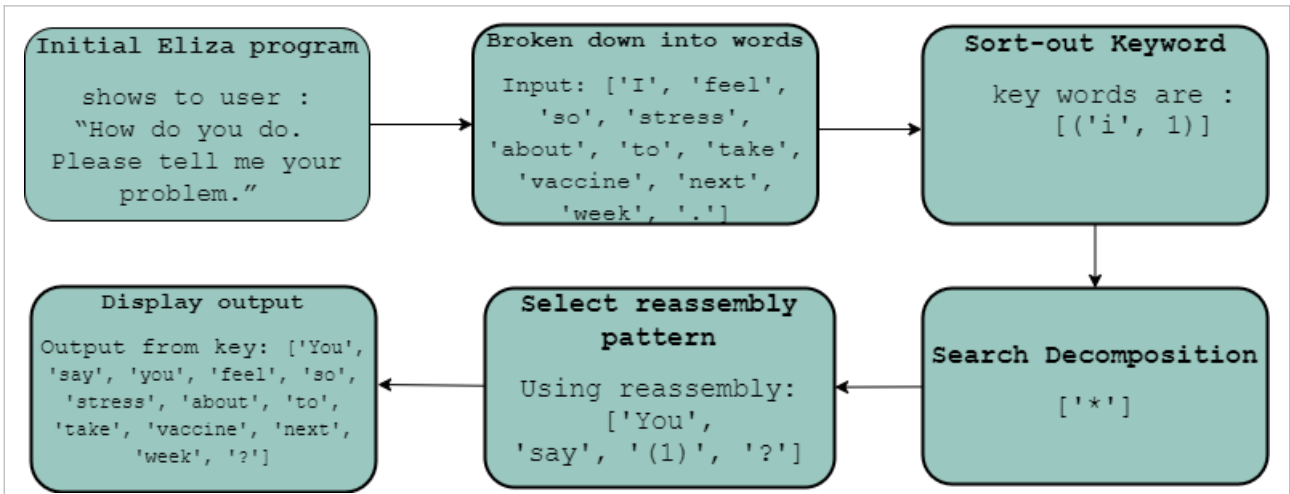 Initial Eliza program
shows to user :
“How do you do.
Please tell me your
problem.”
Broken down into words
Input: ['I', 'feel',
'so', 'stress',
'about', 'to', 'take',
'vaccine', 'next',
'week', '.']
Sort-out Keyword
key words are :
[('i', 1)]
Search Decomposition
['*']
Select reassembly
pattern
Using reassembly:
['You',
'say', '(1)', '?']
Display output
Output from key: ['You',
'say', 'you', 'feel', 'so',
'stress', 'about', 'to',
'take', 'vaccine', 'next',
'week', '?']